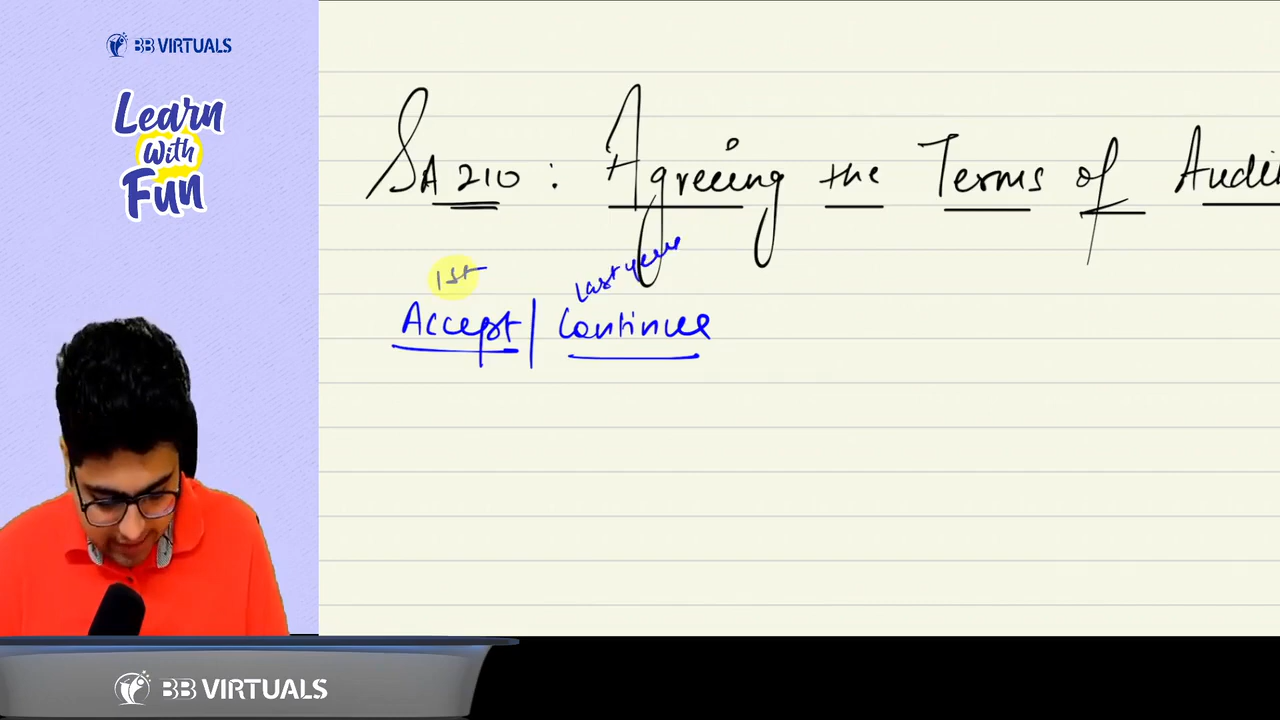 BB VIRTUALS
Learn
With
Fun
SA 210 : Agreeing the Terms of Audi
1st
Last year
Accept | Continue
BB VIRTUALS